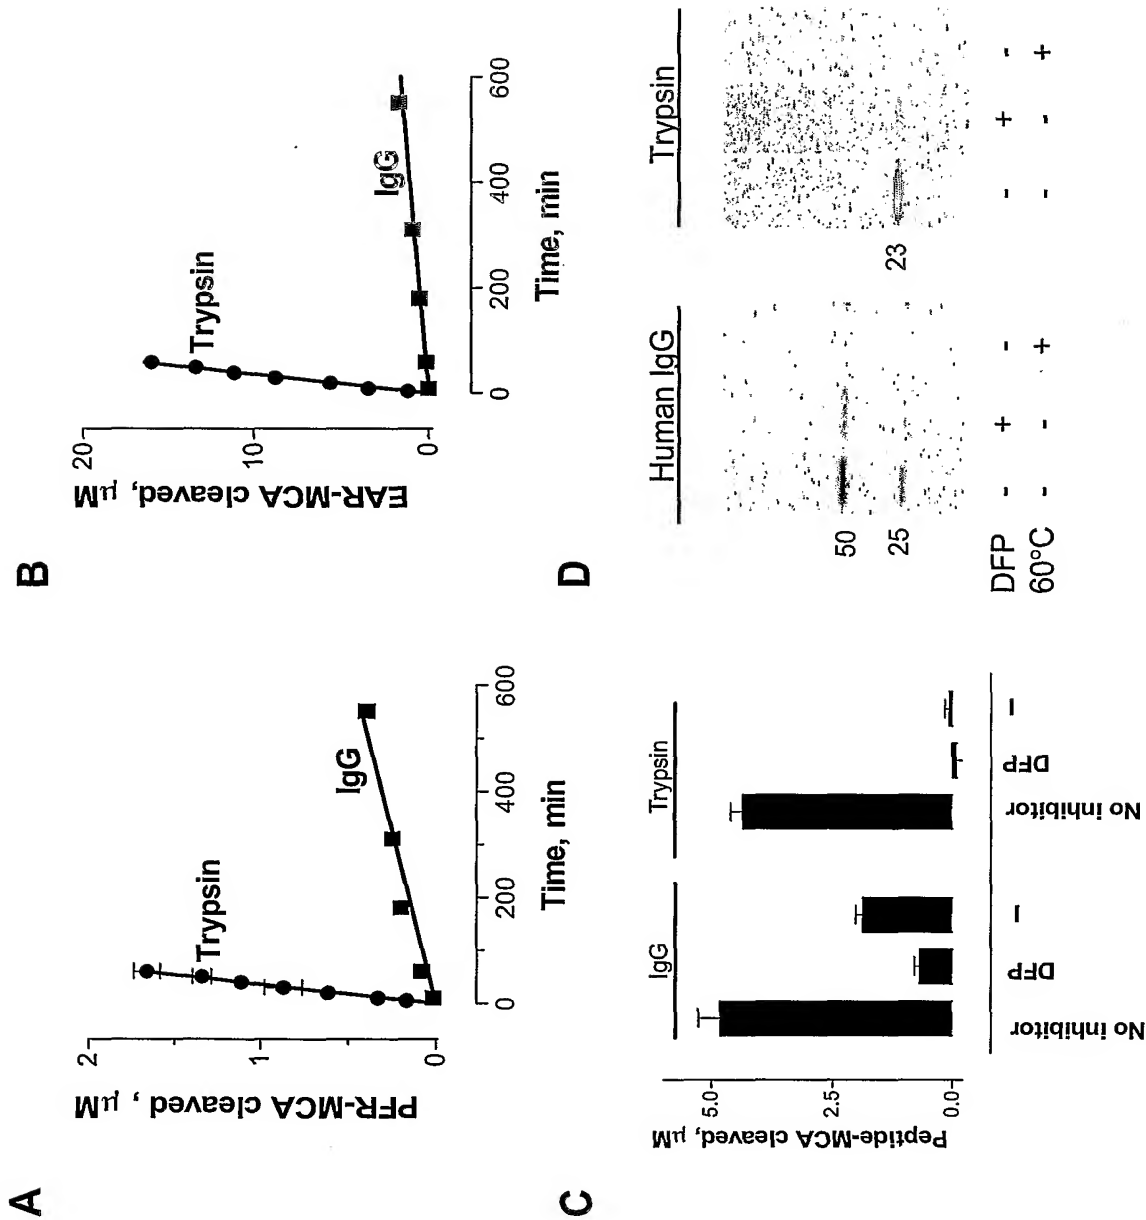 A
PFR-MCA cleaved , μM
2
1
0
Trypsin
IgG
0
200
400
600
Time, min
B
EAR-MCA cleaved, μM
20
10
0
Trypsin
IgG
0
200
400
600
Time, min
C
Peptide-MCA cleaved, μM
5.0
2.5
0.0
IgG
Trypsin
No inhibitor
DFP
I
No inhibitor
DFP
I
D
Human IgG
Trypsin
50
25
23
DFP - + - - + -
60°C - - + - - +